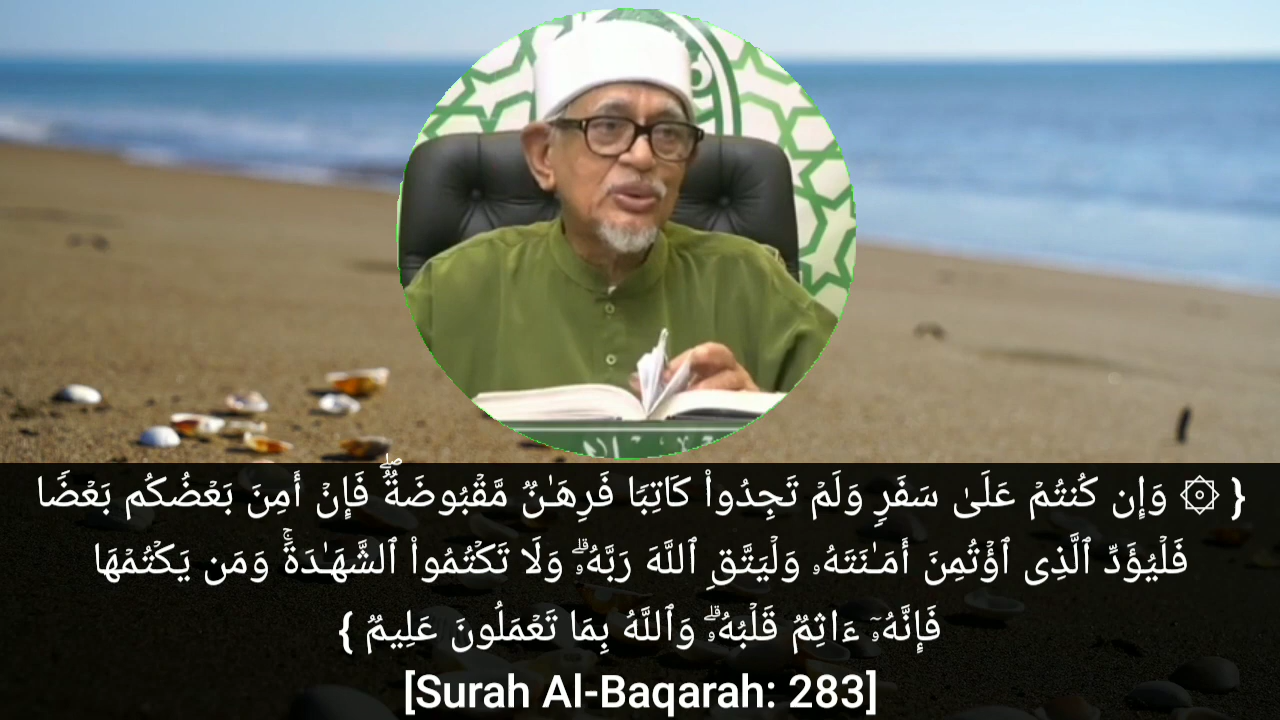 { ۞ وَإِن كُنتُمۡ عَلَىٰ سَفَرٖ وَلَمۡ تَجِدُواْ كَاتِبٗا فَرِهَـٰنٞ مَّقۡبُوضَةٞۖ فَإِنۡ أَمِنَ بَعۡضُكُم بَعۡضٗا
فَلۡيُؤَدِّ ٱلَّذِی ٱؤۡتُمِنَ أَمَـٰنَتَهُۥ وَلۡيَتَّقِ ٱللَّهَ رَبَّهُۥۗ وَلَا تَكۡتُمُواْ ٱلشَّهَـٰدَةَۚ وَمَن يَكۡتُمۡهَا
فَإِنَّهُۥۤ ءَاثِمٞ قَلۡبُهُۥۗ وَٱللَّهُ بِمَا تَعۡمَلُونَ عَلِيمٞ }
[Surah Al-Baqarah: 283]